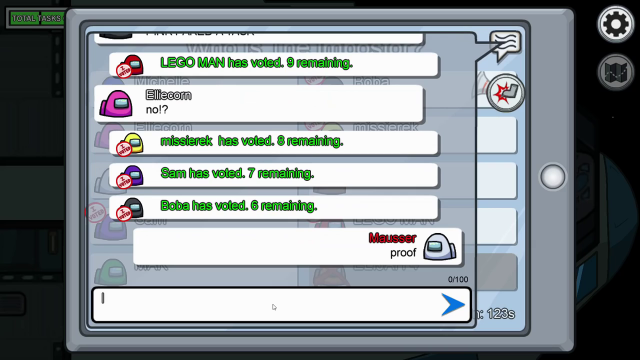 TOTAL TASKS
LEGO MAN has voted. 9 remaining.
Elliecorn
no!?
missierek has voted. 8 remaining.
Sam has voted. 7 remaining.
Boba has voted. 6 remaining.
Mausser
proof
0/100
123s